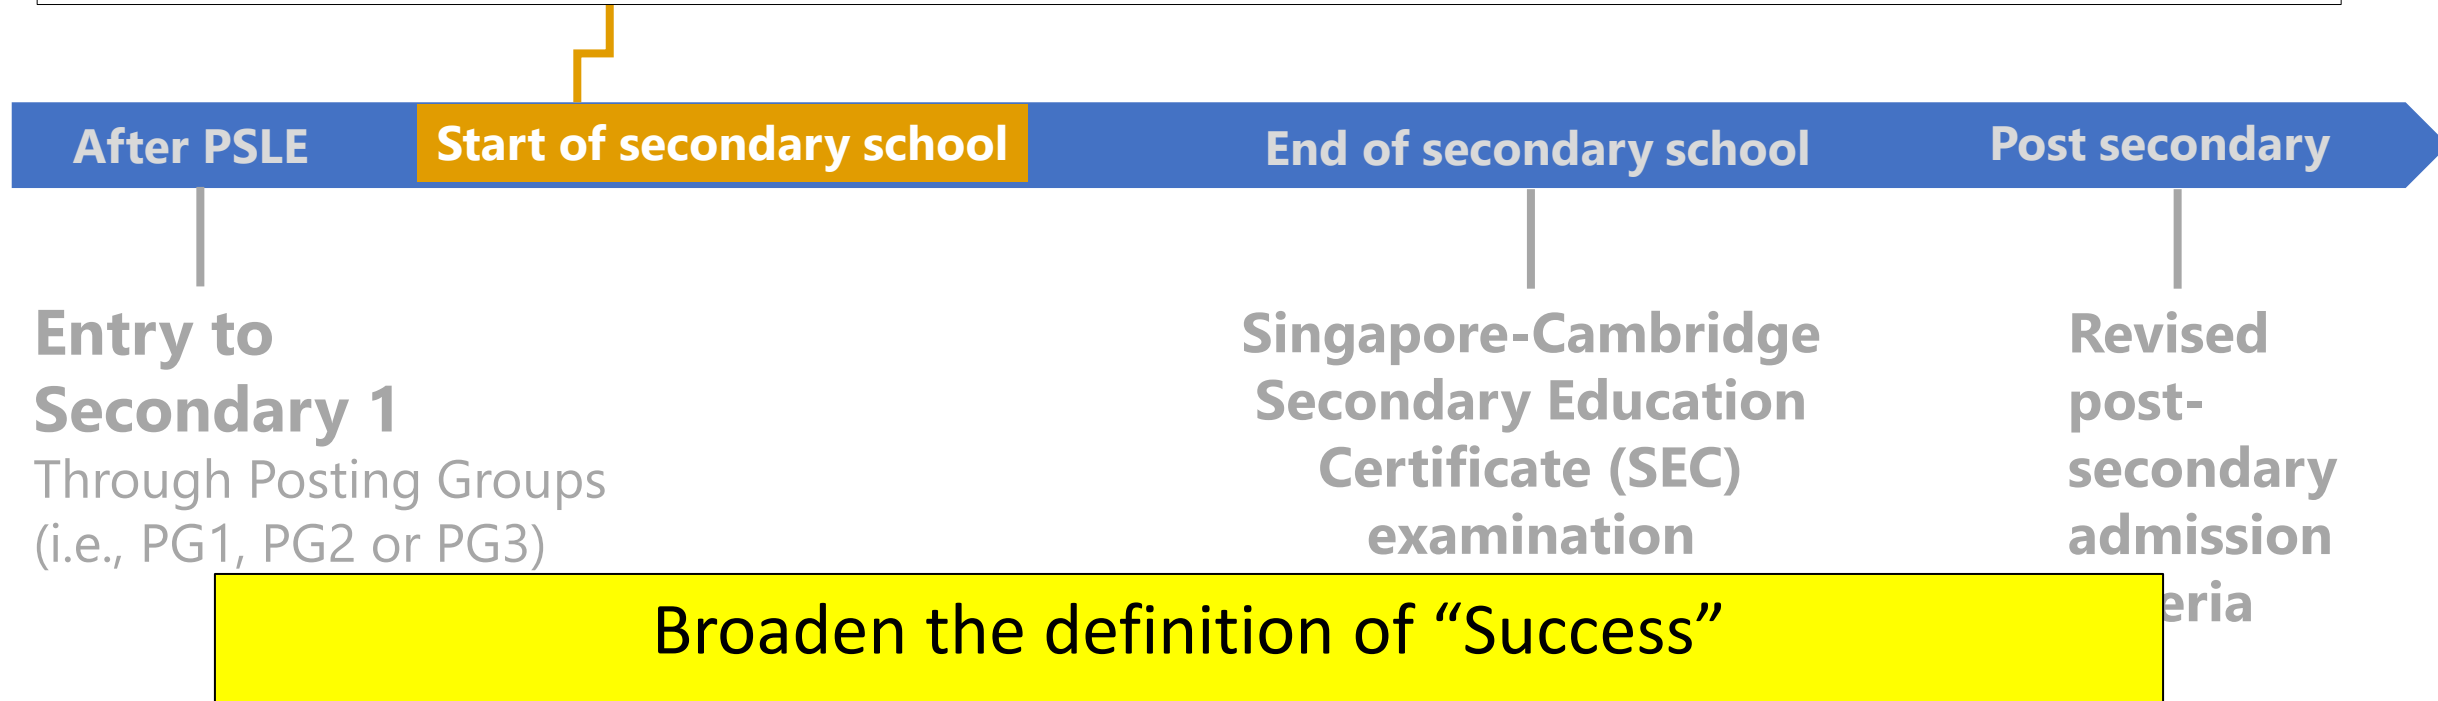 After PSLE
Start of secondary school
End of secondary school
Post secondary
Entry to
Secondary 1
Through Posting Groups
(i.e., PG1, PG2 or PG3)
Singapore-Cambridge
Secondary Education
Certificate (SEC)
examination
Revised
post-
secondary
admission
eria
Broaden the definition of “Success”